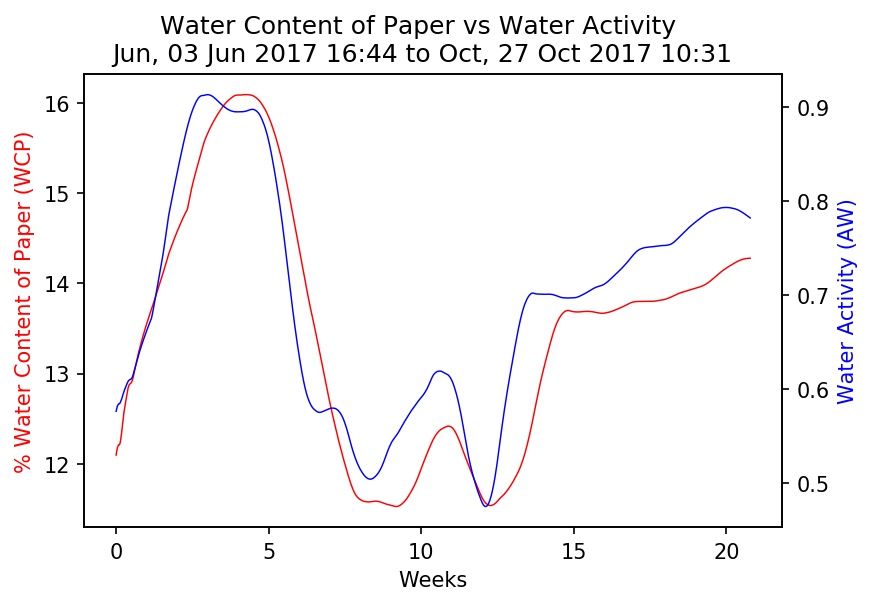 Water Content of Paper vs Water Activity
Jun, 03 Jun 2017 16:44 to Oct, 27 Oct 2017 10:31
% Water Content of Paper (WCP)
16
15
14
13
12
0.9
0.8
0.7
0.6
0.5
Water Activity (AW)
0 5 10 15 20
Weeks